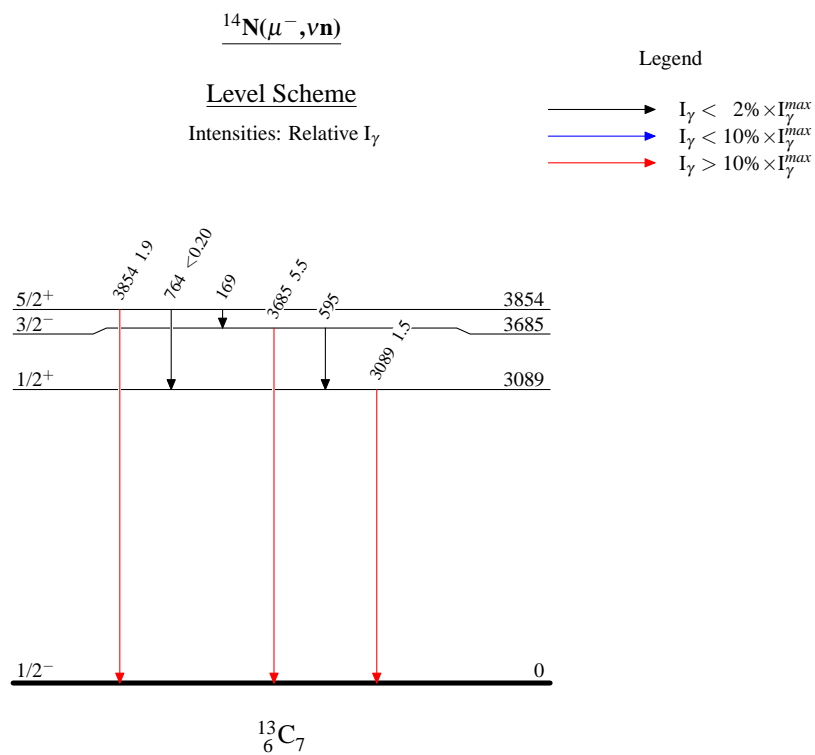 ¹⁴N(μ⁻,νn)
Level Scheme
Intensities: Relative Iγ
Legend
Iγ < 2%×Iγᵐᵃˣ
Iγ < 10%×Iγᵐᵃˣ
Iγ > 10%×Iγᵐᵃˣ
3854 1.9
764 <0.20
169
3685 5.5
595
3089 1.5
5/2⁺ 3854
3/2⁻ 3685
1/2⁺ 3089
1/2⁻ 0
¹³₆C₇